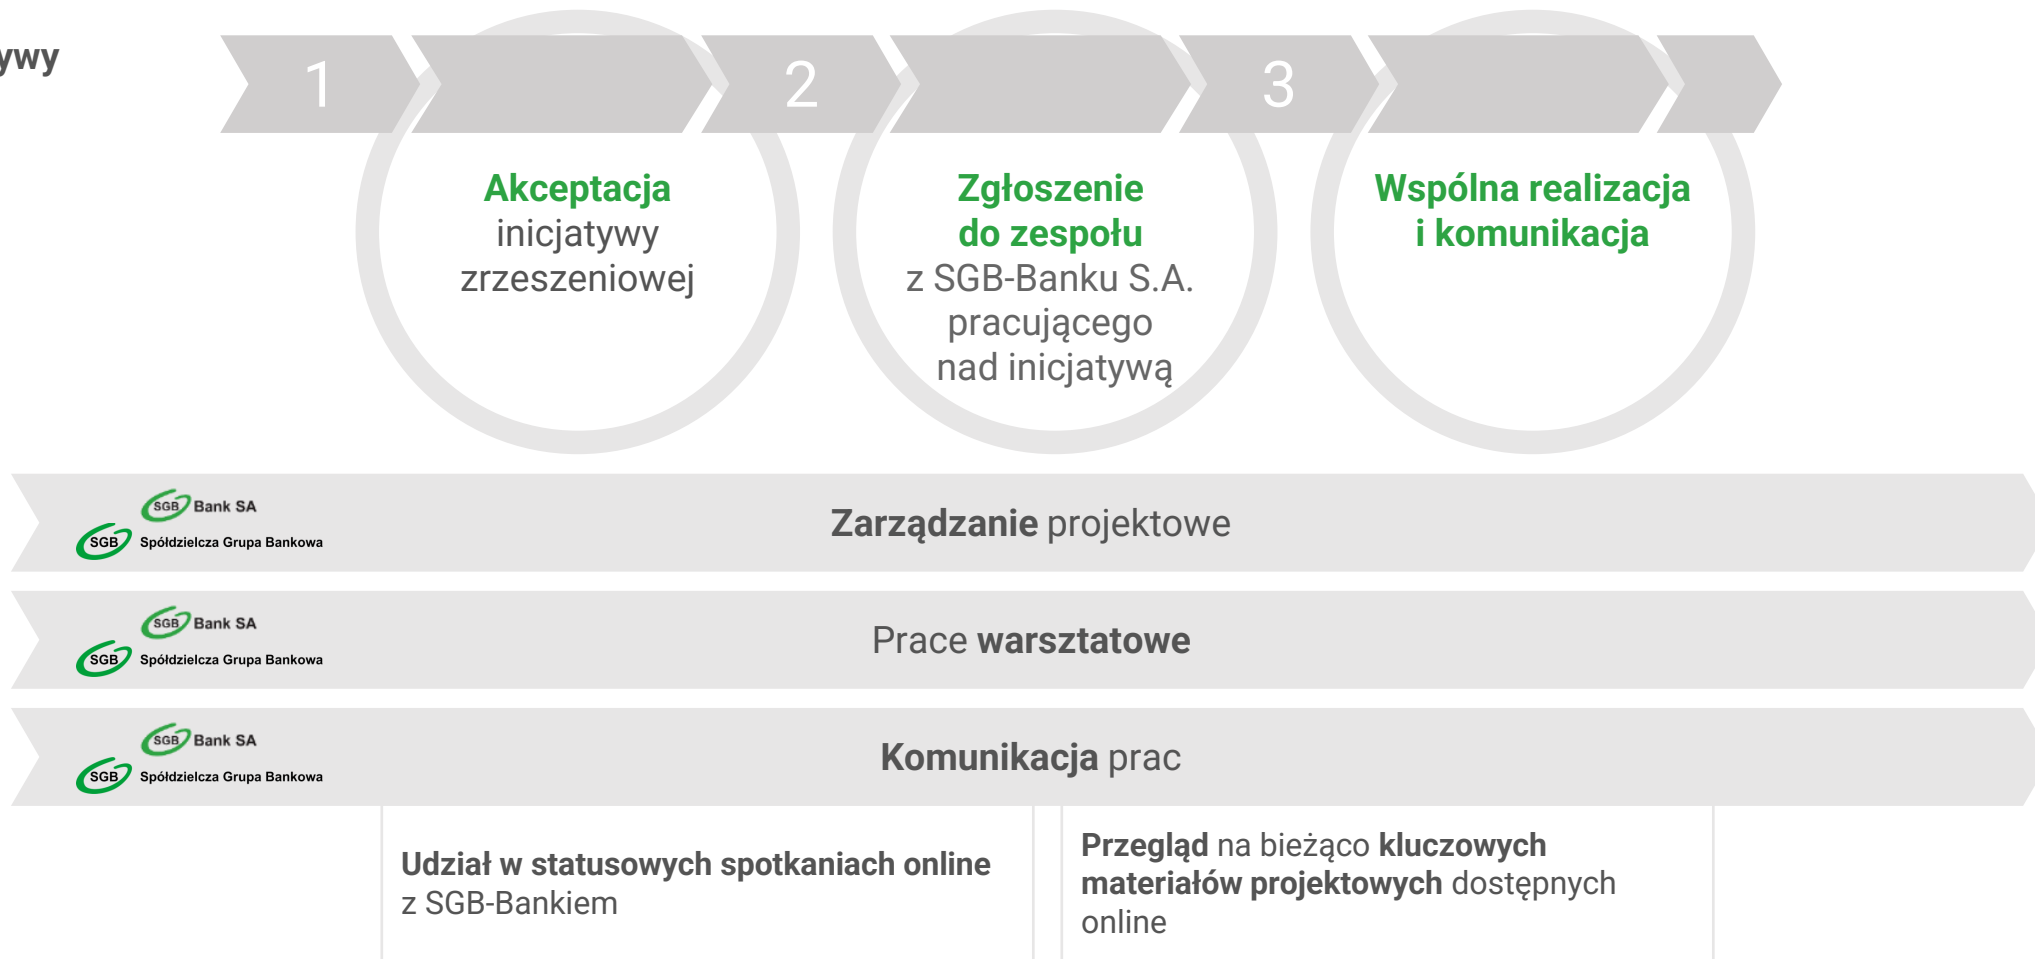 ywy
1
2
3
Akceptacja
inicjatywy
zrzeszeniowej
Zgłoszenie
do zespołu
z SGB-Banku S.A.
pracującego
nad inicjatywą
Wspólna realizacja
i komunikacja
SGB Bank SA
SGB Spółdzielcza Grupa Bankowa
Zarządzanie projektowe
SGB Bank SA
SGB Spółdzielcza Grupa Bankowa
Prace warsztatowe
SGB Bank SA
SGB Spółdzielcza Grupa Bankowa
Komunikacja prac
Udział w statusowych spotkaniach online
z SGB-Bankiem
Przegląd na bieżąco kluczowych
materiałów projektowych dostępnych
online